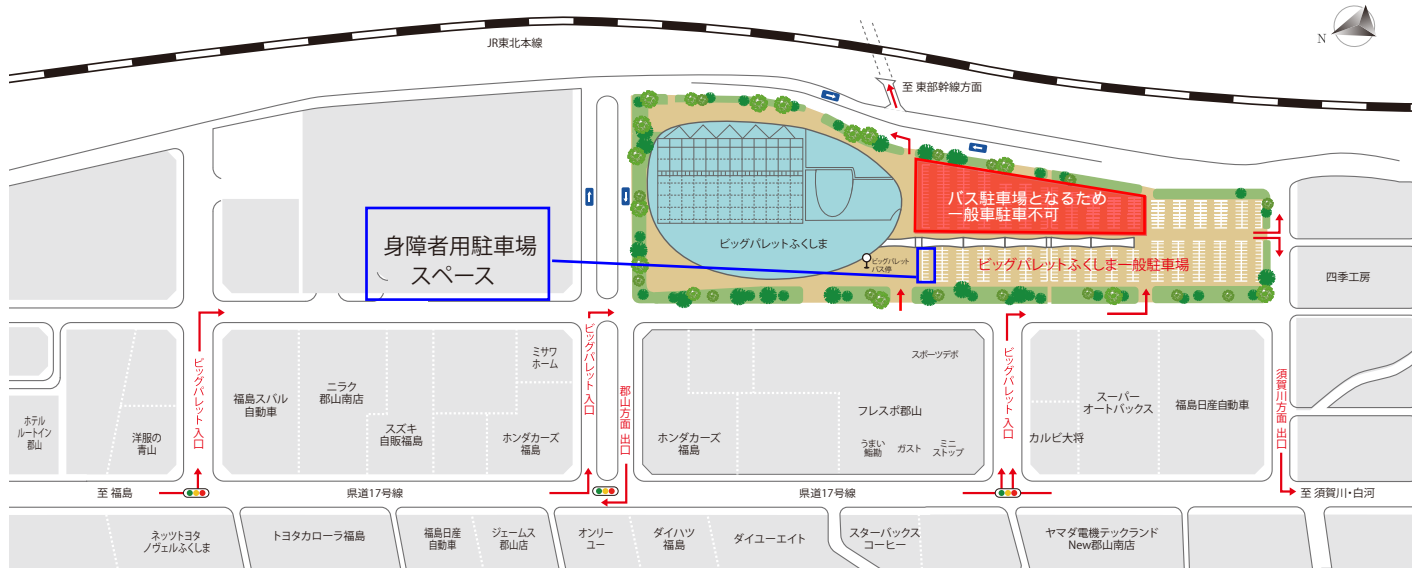 JR東北本線
N
至 東部幹線方面
バス駐車場となるため
一般車駐車不可
身障者用駐車場
スペース
ビッグパレットふくしま
ビッグパレット
バス停
ビッグパレットふくしま一般駐車場
四季工房
ビッグパレット 入口
ビッグパレット 入口
郡山方面 出口
ビッグパレット 入口
須賀川方面 出口
ホテル
ルートイン
郡山
洋服の
青山
福島スバル
自動車
ニラク
郡山南店
スズキ
自販福島
ミサワ
ホーム
ホンダカーズ
福島
ホンダカーズ
福島
スポーツデポ
フレスポ郡山
うまい
鮨勘
ガスト
ミニ
ストップ
カルビ大将
スーパー
オートバックス
福島日産自動車
至 福島
県道17号線
県道17号線
至 須賀川・白河
ネッツトヨタ
ノヴェルふくしま
トヨタカローラ福島
福島日産
自動車
ジェームス
郡山店
オンリー
ユー
ダイハツ
福島
ダイユーエイト
スターバックス
コーヒー
ヤマダ電機テックランド
New郡山南店